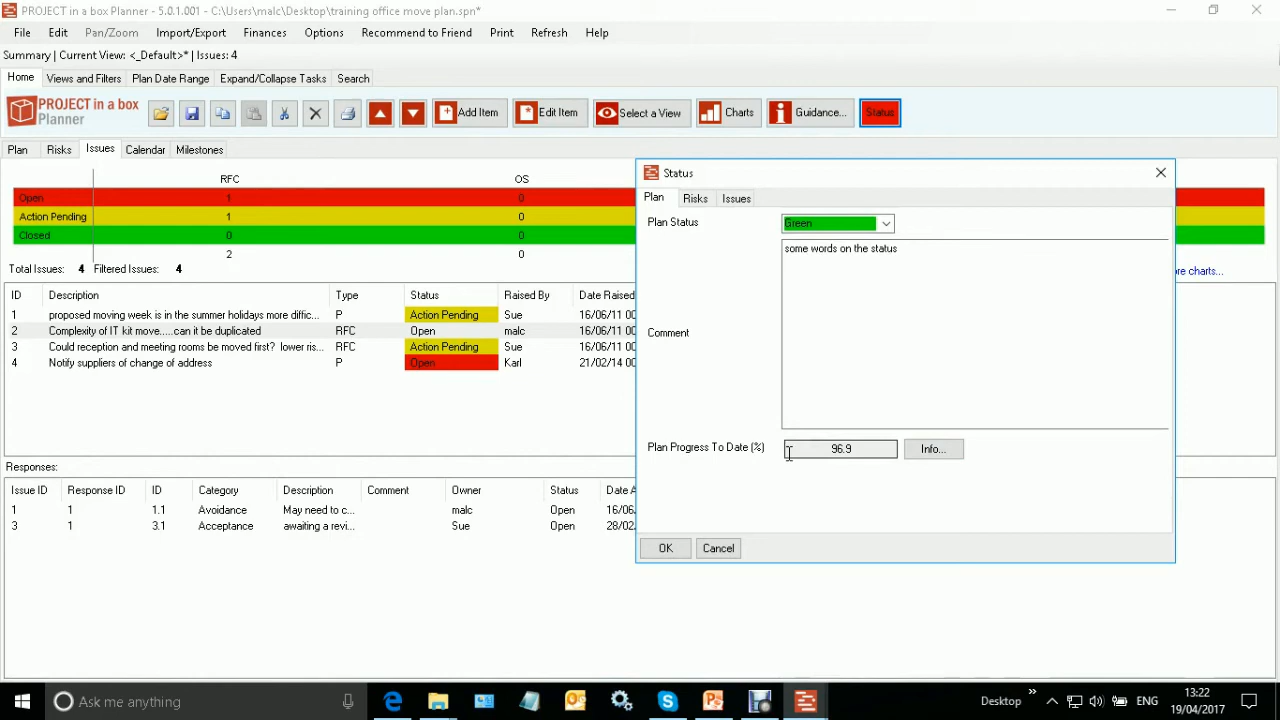 PROJECT in a box Planner - 5.0.1.001 - C:\Users\malc\Desktop\training office move plan.spn*
File Edit Pan/Zoom Import/Export Finances Options Recommend to Friend Print Refresh Help
Summary | Current View: <_Default>* | Issues: 4
Home Views and Filters Plan Date Range Expand/Collapse Tasks Search
PROJECT in a box
Planner
Add Item Edit Item Select a View Charts Guidance... Status
Plan Risks Issues Calendar Milestones
RFC OS
Open 1 0
Action Pending 1 0
Closed 0 0
2 0
Total Issues: 4 Filtered Issues: 4
re charts...
ID Description Type Status Raised By Date Raised
1 proposed moving week is in the summer holidays more diffic... P Action Pending Sue 16/06/11 00
2 Complexity of IT kit move.....can it be duplicated RFC Open malc 16/06/11 00
3 Could reception and meeting rooms be moved first? lower ris... RFC Action Pending Sue 16/06/11 00
4 Notify suppliers of change of address P Open Karl 21/02/14 00
Responses:
Issue ID Response ID ID Category Description Comment Owner Status Date A
1 1 1.1 Avoidance May need to c... malc Open 16/06
3 1 3.1 Acceptance awaiting a revi... Sue Open 28/02
Status
Plan Risks Issues
Plan Status Green
some words on the status
Comment
Plan Progress To Date (%) 96.9 Info...
OK Cancel
Ask me anything
Desktop ENG
13:22
19/04/2017